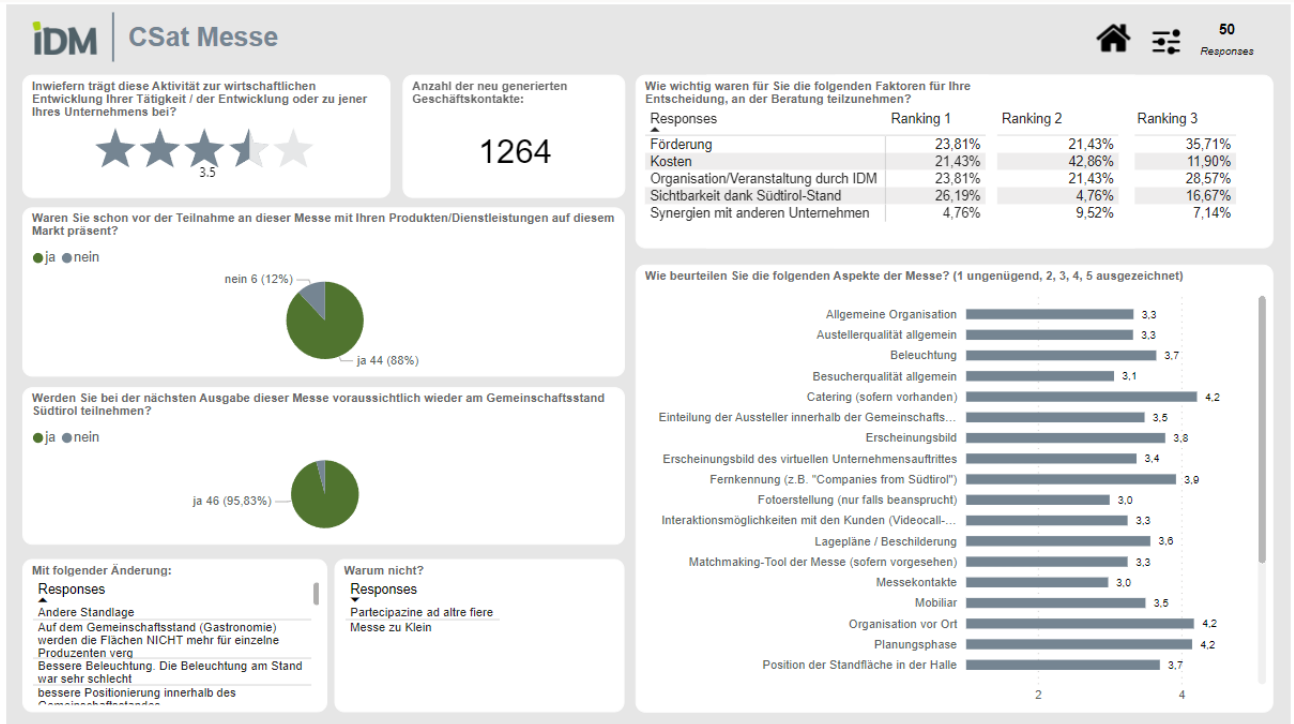 iDM
CSat Messe
50
Responses
Inwiefern trägt diese Aktivität zur wirtschaftlichen
Entwicklung Ihrer Tätigkeit / der Entwicklung oder zu jener
Ihres Unternehmens bei?
3.5
Anzahl der neu generierten
Geschäftskontakte:
1264
Waren Sie schon vor der Teilnahme an dieser Messe mit Ihren Produkten/Dienstleistungen auf diesem
Markt präsent?
ja nein
nein 6 (12%)
ja 44 (88%)
Werden Sie bei der nächsten Ausgabe dieser Messe voraussichtlich wieder am Gemeinschaftsstand
Südtirol teilnehmen?
ja nein
ja 46 (95,83%)
Mit folgender Änderung:
Responses
Andere Standlage
Auf dem Gemeinschaftsstand (Gastronomie)
werden die Flächen NICHT mehr für einzelne
Produzenten verg
Bessere Beleuchtung. Die Beleuchtung am Stand
war sehr schlecht
bessere Positionierung innerhalb des
Warum nicht?
Responses
Partecipazine ad altre fiere
Messe zu Klein
Wie wichtig waren für Sie die folgenden Faktoren für Ihre
Entscheidung, an der Beratung teilzunehmen?
Responses Ranking 1 Ranking 2 Ranking 3
Förderung 23,81% 21,43% 35,71%
Kosten 21,43% 42,86% 11,90%
Organisation/Veranstaltung durch IDM 23,81% 21,43% 28,57%
Sichtbarkeit dank Südtirol-Stand 26,19% 4,76% 16,67%
Synergien mit anderen Unternehmen 4,76% 9,52% 7,14%
Wie beurteilen Sie die folgenden Aspekte der Messe? (1 ungenügend, 2, 3, 4, 5 ausgezeichnet)
Allgemeine Organisation 3,3
Austellerqualität allgemein 3,3
Beleuchtung 3,7
Besucherqualität allgemein 3,1
Catering (sofern vorhanden) 4,2
Einteilung der Aussteller innerhalb der Gemeinschafts... 3,5
Erscheinungsbild 3,8
Erscheinungsbild des virtuellen Unternehmensauftrittes 3,4
Fernkennung (z.B. "Companies from Südtirol") 3,9
Fotoerstellung (nur falls beansprucht) 3,0
Interaktionsmöglichkeiten mit den Kunden (Videocall-... 3,3
Lagepläne / Beschilderung 3,6
Matchmaking-Tool der Messe (sofern vorgesehen) 3,3
Messekontakte 3,0
Mobiliar 3,5
Organisation vor Ort 4,2
Planungsphase 4,2
Position der Standfläche in der Halle 3,7
2 4